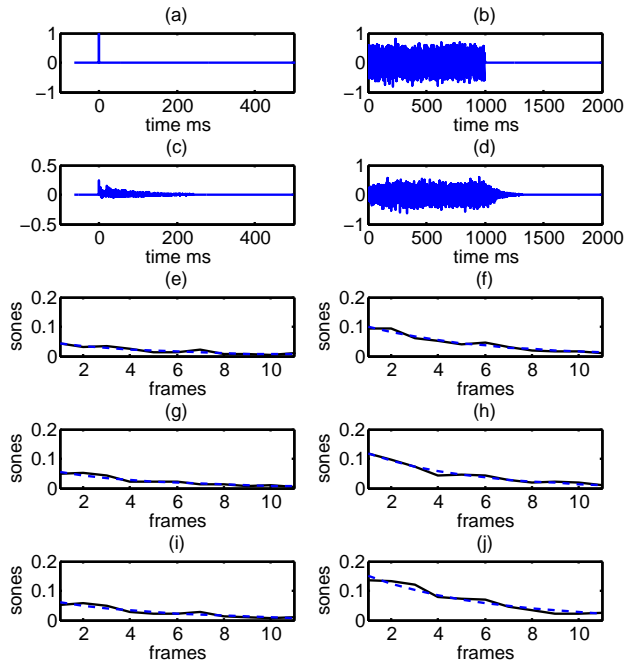 (a) (b)
1 1
0 0
−1 −1
0 200 400 0 500 1000 1500 2000
time ms time ms
(c) (d)
0.5 1
0 0
−0.5 −1
0 200 400 0 500 1000 1500 2000
time ms time ms
(e) (f)
0.2 0.2
sones 0.1 sones 0.1
0 0
2 4 6 8 10 2 4 6 8 10
frames frames
(g) (h)
0.2 0.2
sones 0.1 sones 0.1
0 0
2 4 6 8 10 2 4 6 8 10
frames frames
(i) (j)
0.2 0.2
sones 0.1 sones 0.1
0 0
2 4 6 8 10 2 4 6 8 10
frames frames